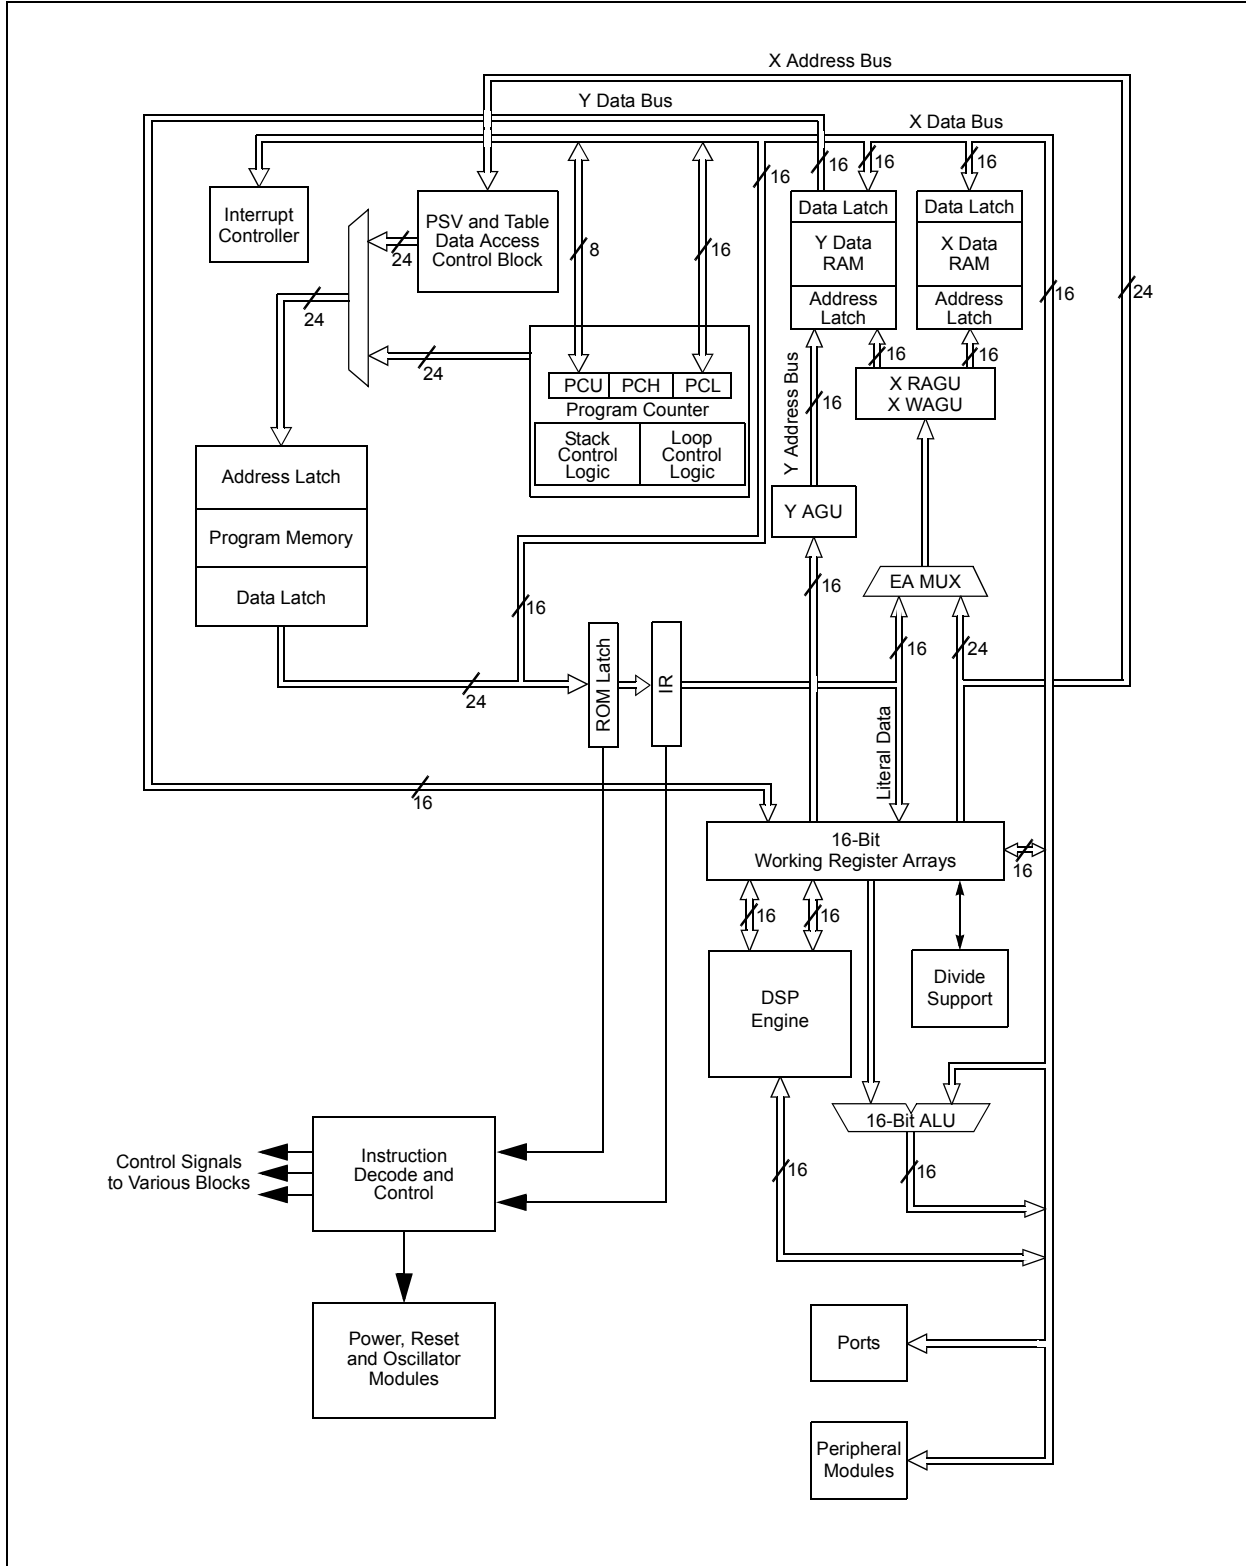 X Address Bus
Y Data Bus
X Data Bus
16
16
16
16
Interrupt
Controller
PSV and Table
Data Access
Control Block
24
8
16
Data Latch
Y Data
RAM
Address
Latch
Data Latch
X Data
RAM
Address
Latch
16
24
24
24
16
16
PCU
PCH
PCL
Program Counter
Stack
Control
Logic
Loop
Control
Logic
Y Address Bus
16
X RAGU
X WAGU
Address Latch
Program Memory
Data Latch
Y AGU
EA MUX
16
16
16
24
24
ROM Latch
IR
Literal Data
16
16-Bit
Working Register Arrays
16
16
16
DSP
Engine
Divide
Support
16-Bit ALU
16
16
Control Signals
to Various Blocks
Instruction
Decode and
Control
Power, Reset
and Oscillator
Modules
Ports
Peripheral
Modules